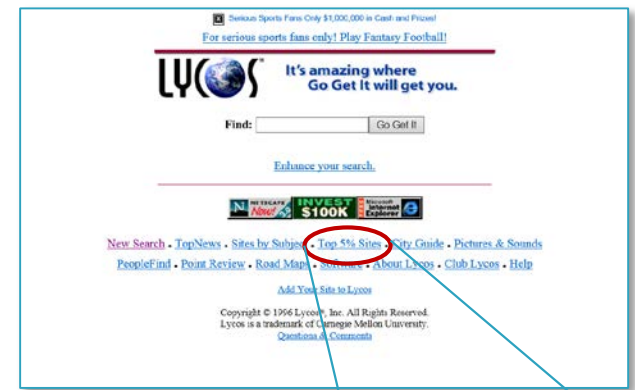 Serious Sports Fans Only $1,000,000 in Cash and Prizes!
For serious sports fans only! Play Fantasy Football!
LYCOS
It's amazing where
Go Get It will get you.
Find: Go Get It
Enhance your search.
N NETSCAPE Now! INVEST $100K Microsoft Internet Explorer
New Search • TopNews • Sites by Subject • Top 5% Sites • City Guide • Pictures & Sounds
PeopleFind • Point Review • Road Maps • Software • About Lycos • Club Lycos • Help
Add Your Site to Lycos
Copyright © 1996 Lycos®, Inc. All Rights Reserved.
Lycos is a trademark of Carnegie Mellon University.
Questions & Comments